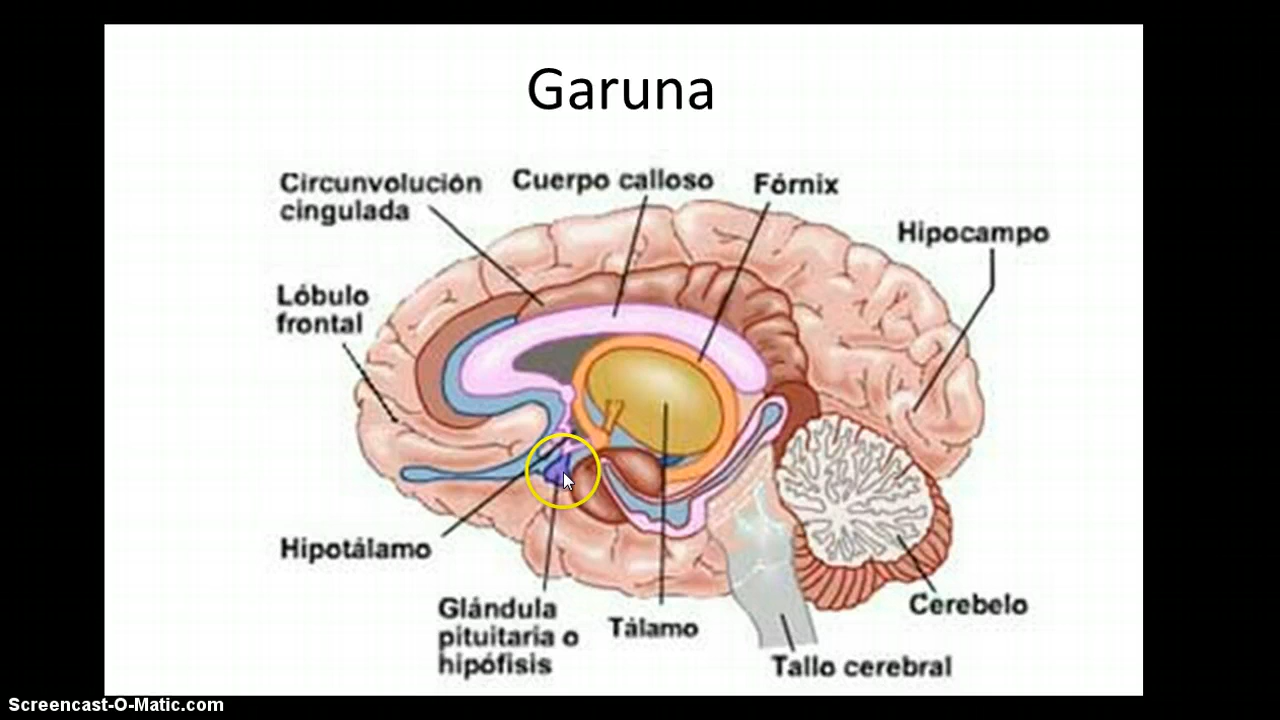 Garuna
Circunvolución
cingulada
Cuerpo calloso
Fórnix
Hipocampo
Lóbulo
frontal
Hipotálamo
Glándula
pituitaria o
hipófisis
Tálamo
Cerebelo
Tallo cerebral
Screencast-O-Matic.com